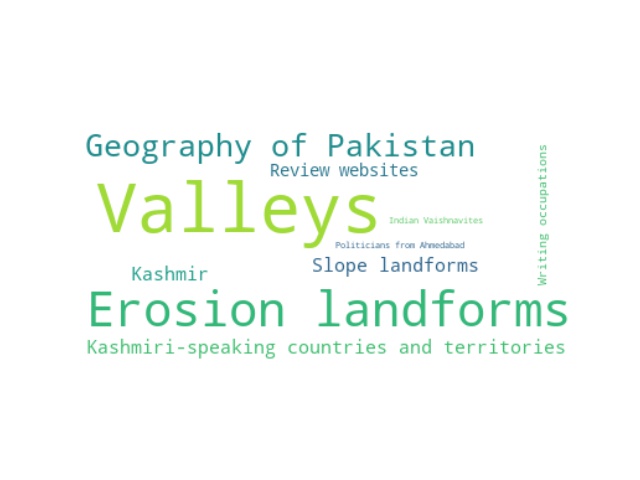 Geography of Pakistan
Review websites
Writing occupations
Valleys
Indian Vaishnavites
Politicians from Ahmedabad
Slope landforms
Kashmir
Erosion landforms
Kashmiri-speaking countries and territories